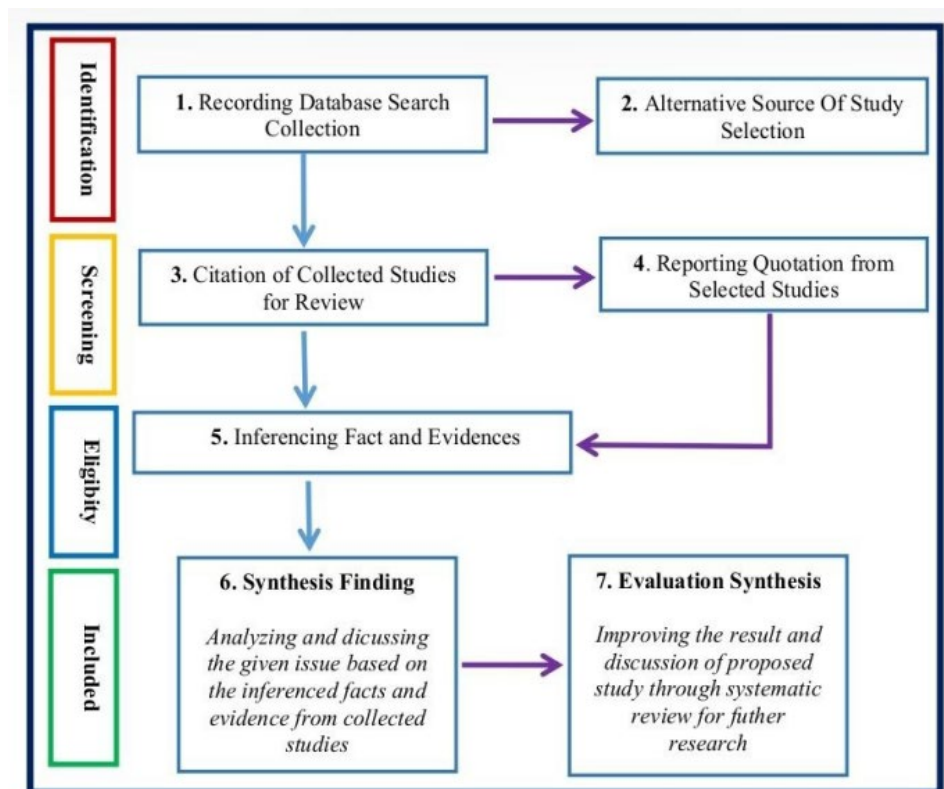 Identification
1. Recording Database Search
Collection
2. Alternative Source Of Study
Selection
Screening
3. Citation of Collected Studies
for Review
4. Reporting Quotation from
Selected Studies
Eligibity
5. Inferencing Fact and Evidences
Included
6. Synthesis Finding
Analyzing and dicussing
the given issue based on
the inferenced facts and
evidence from collected
studies
7. Evaluation Synthesis
Improving the result and
discussion of proposed
study through systematic
review for futher
research